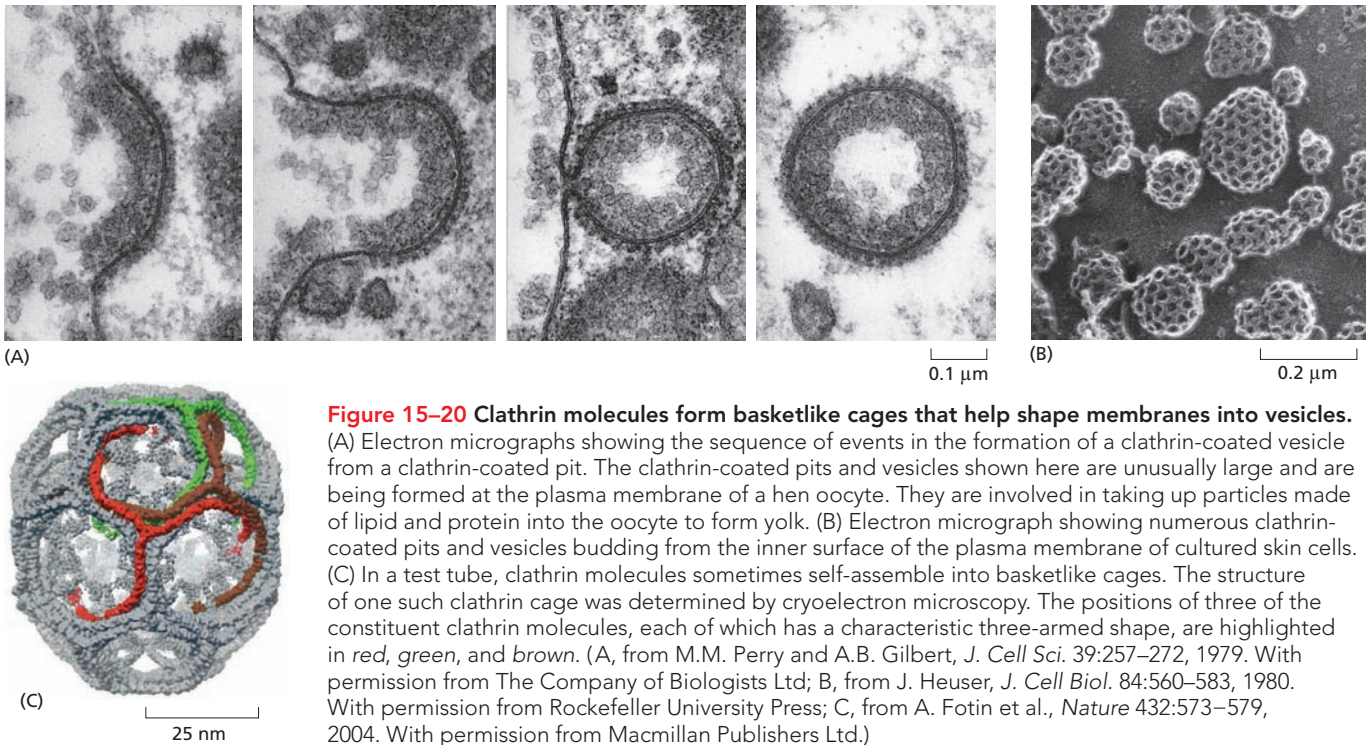 (A)
0.1 μm
(B)
0.2 μm
(C)
25 nm
Figure 15–20 Clathrin molecules form basketlike cages that help shape membranes into vesicles.
(A) Electron micrographs showing the sequence of events in the formation of a clathrin-coated vesicle
from a clathrin-coated pit. The clathrin-coated pits and vesicles shown here are unusually large and are
being formed at the plasma membrane of a hen oocyte. They are involved in taking up particles made
of lipid and protein into the oocyte to form yolk. (B) Electron micrograph showing numerous clathrin-
coated pits and vesicles budding from the inner surface of the plasma membrane of cultured skin cells.
(C) In a test tube, clathrin molecules sometimes self-assemble into basketlike cages. The structure
of one such clathrin cage was determined by cryoelectron microscopy. The positions of three of the
constituent clathrin molecules, each of which has a characteristic three-armed shape, are highlighted
in red, green, and brown. (A, from M.M. Perry and A.B. Gilbert, J. Cell Sci. 39:257–272, 1979. With
permission from The Company of Biologists Ltd; B, from J. Heuser, J. Cell Biol. 84:560–583, 1980.
With permission from Rockefeller University Press; C, from A. Fotin et al., Nature 432:573–579,
2004. With permission from Macmillan Publishers Ltd.)